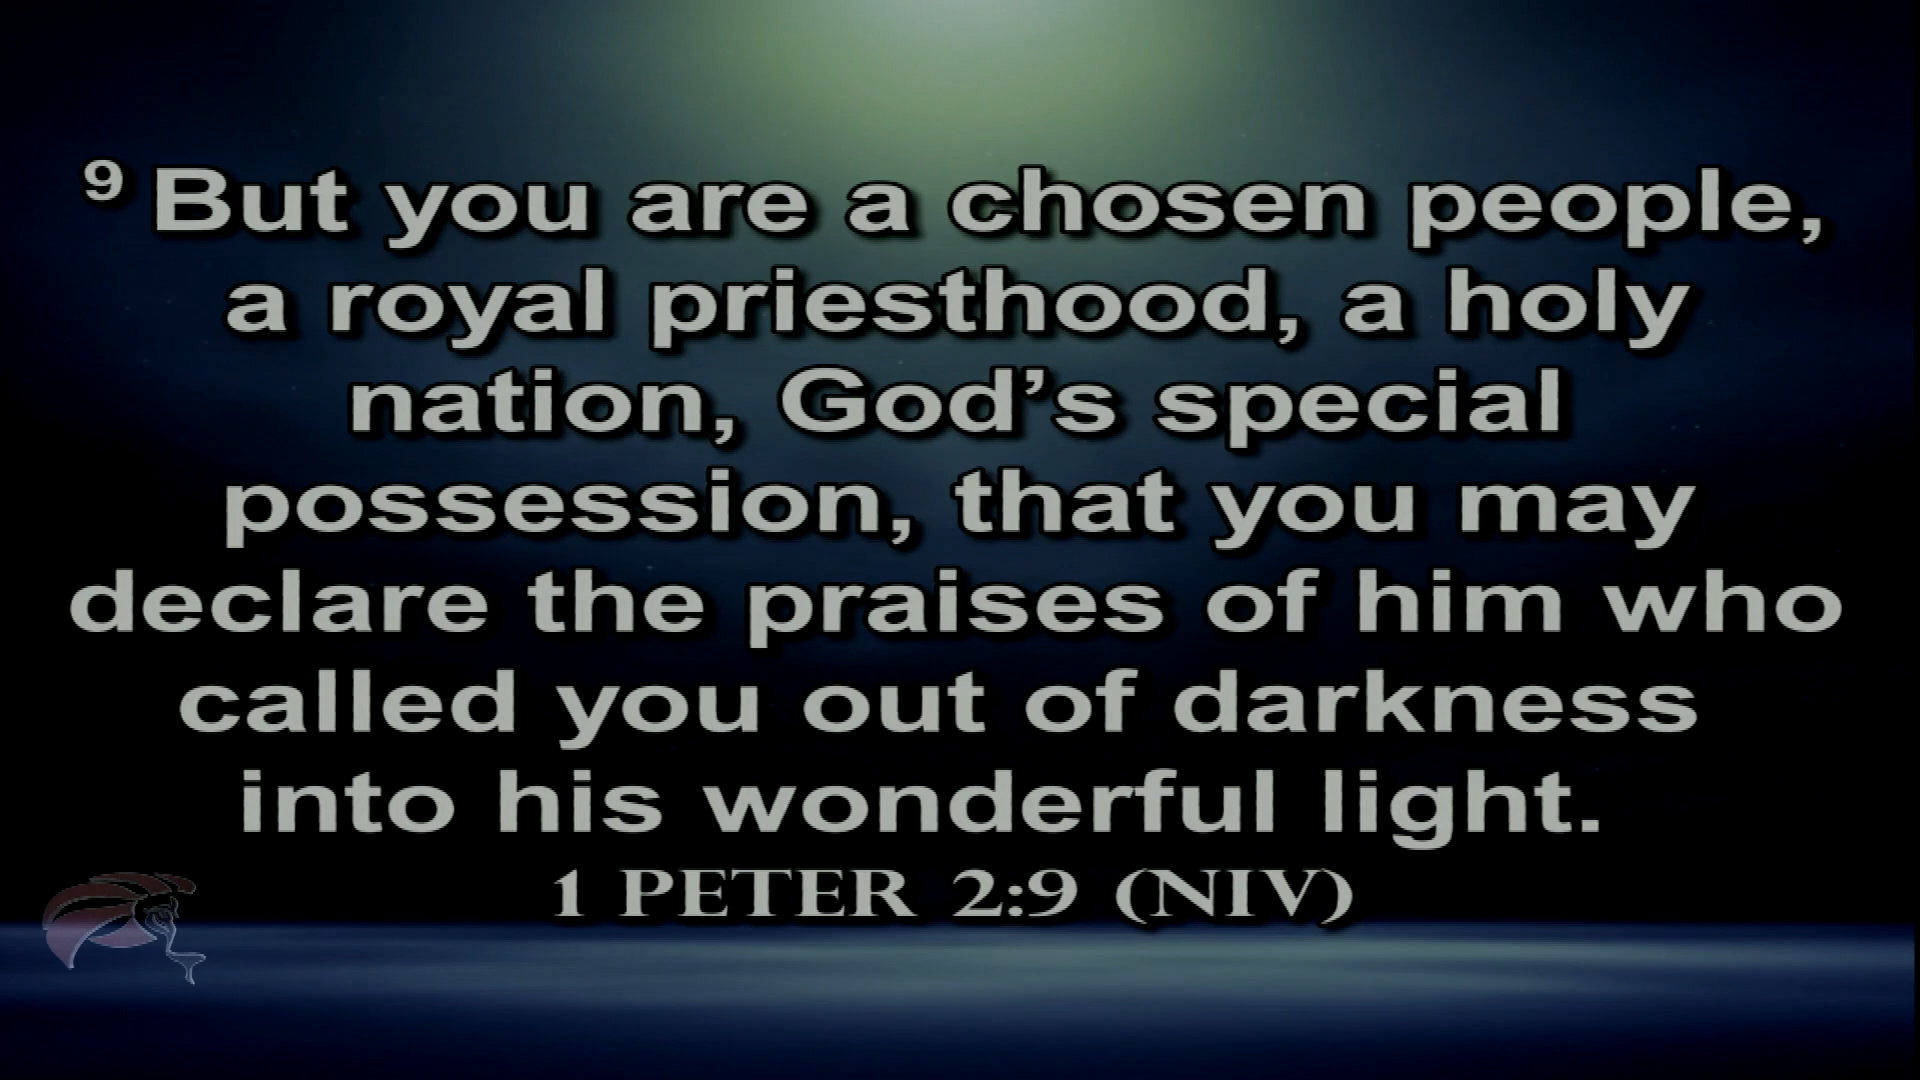 ⁹ But you are a chosen people,
a royal priesthood, a holy
nation, God’s special
possession, that you may
declare the praises of him who
called you out of darkness
into his wonderful light.
1 PETER 2:9 (NIV)